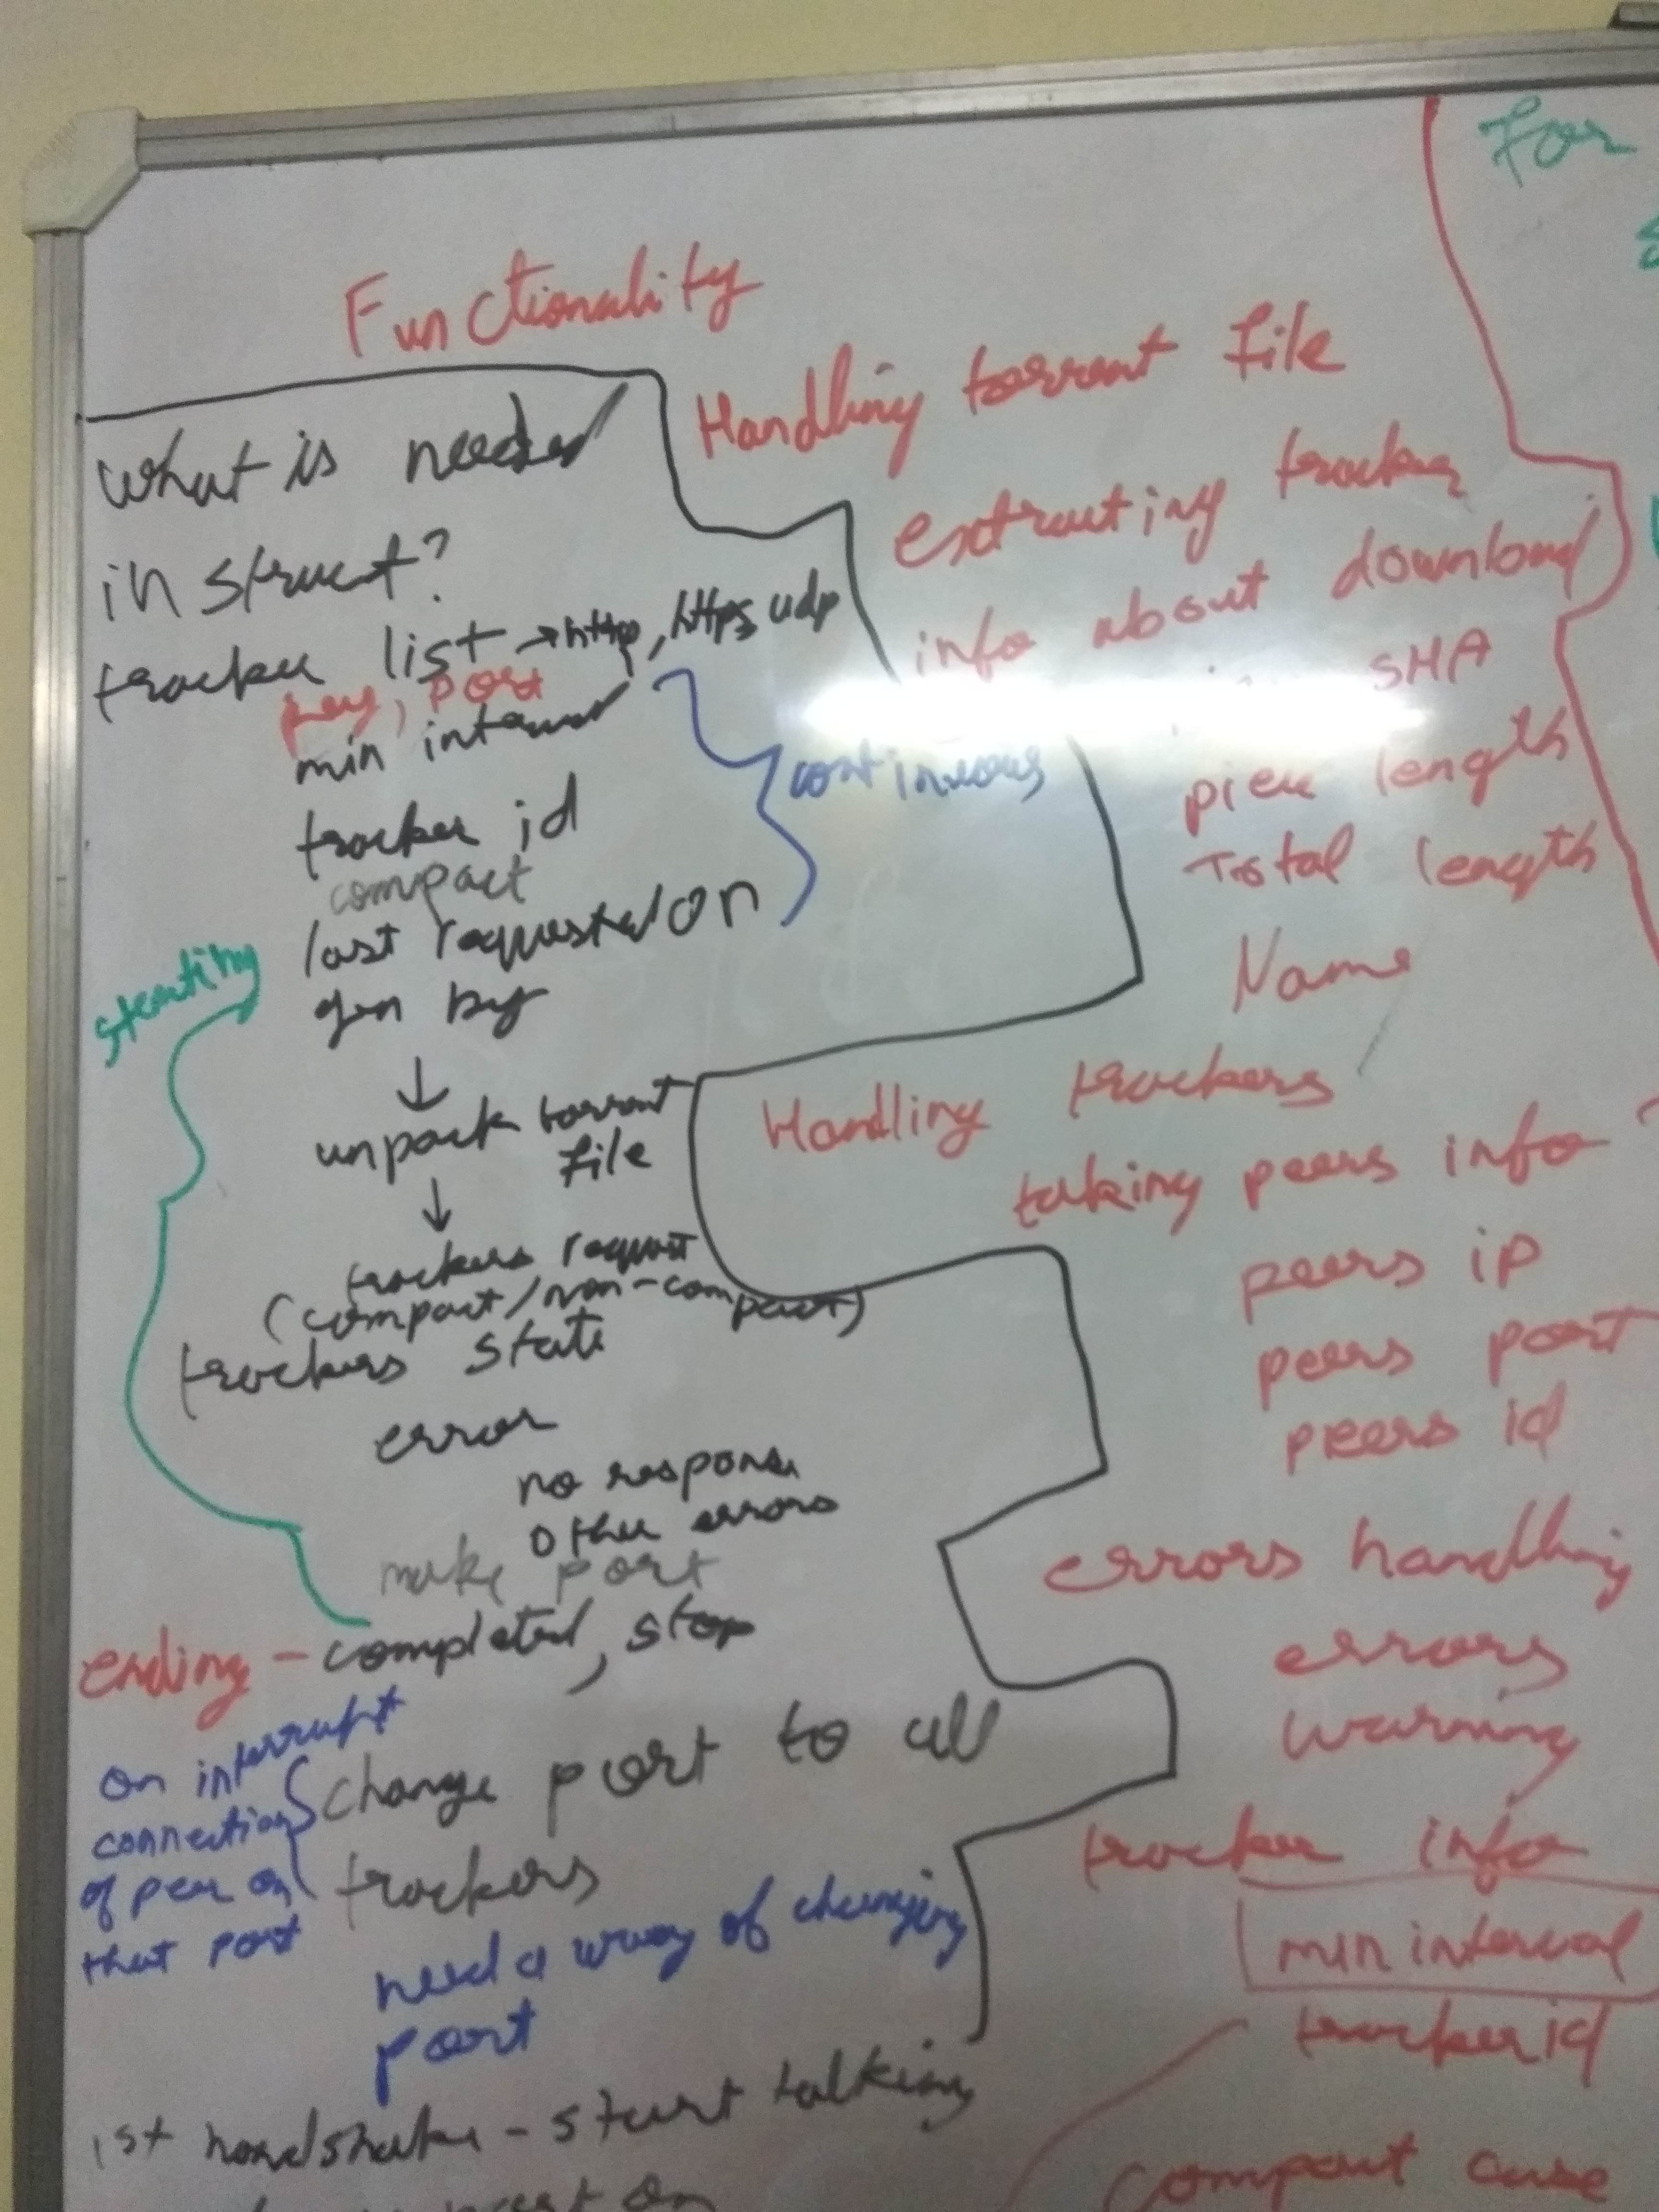 Functionality
what is needed
in struct?
tracker list → http, https, udp
key, port
min interval
continuous
tracker id
compact
last requested on
starting
gen key
↓
unpack torrent
file
↓
trackers request
(compact/non-compact)
trackers state
error
no response
other errors
make port
ending - completed, stop
on interrupt
connection
of peer on
that port
change port to all
trackers
need a way of changing
port
1st handshake - start talking
on
Handling torrent file
extracting tracker
info about download
SHA
piece length
Total length
Name
Handling trackers
taking peers info
peers ip
peers port
peers id
errors handling
errors
warning
tracker info
min interval
tracker id
compact case
For